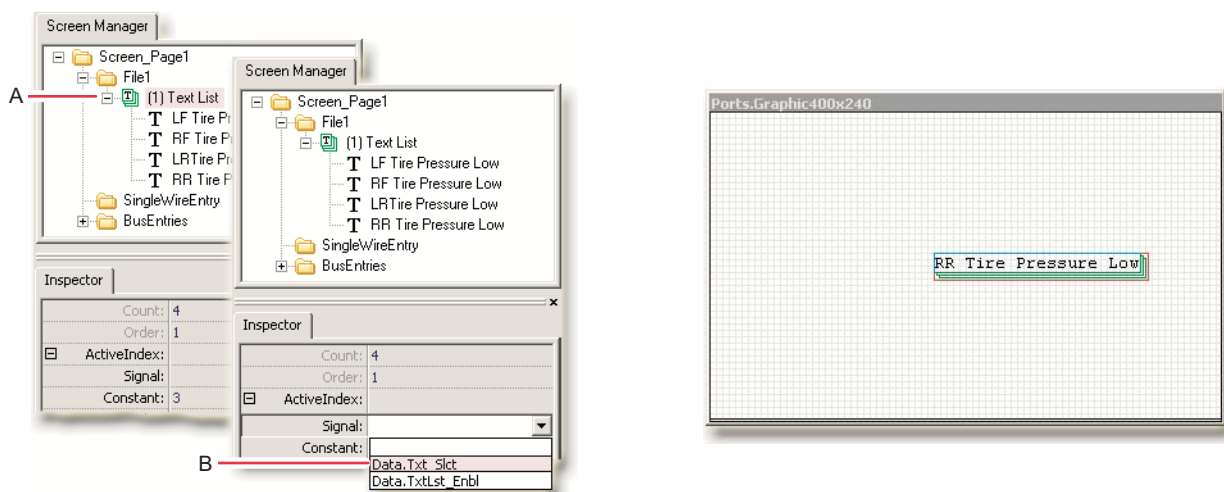 Screen Manager
Screen_Page1
File1
A
(1) Text List
LF Tire
RF Tire
LRTire
RR Tire
SingleWireEntry
BusEntries
Inspector
Count: 4
Order: 1
ActiveIndex:
Signal:
Constant: 3
Screen Manager
Screen_Page1
File1
(1) Text List
LF Tire Pressure Low
RF Tire Pressure Low
LRTire Pressure Low
RR Tire Pressure Low
SingleWireEntry
BusEntries
Inspector
Count: 4
Order: 1
ActiveIndex:
Signal:
Constant:
B
Data.Txt_Slct
Data.TxtLst_Enbl
Ports.Graphic400x240
RR Tire Pressure Low